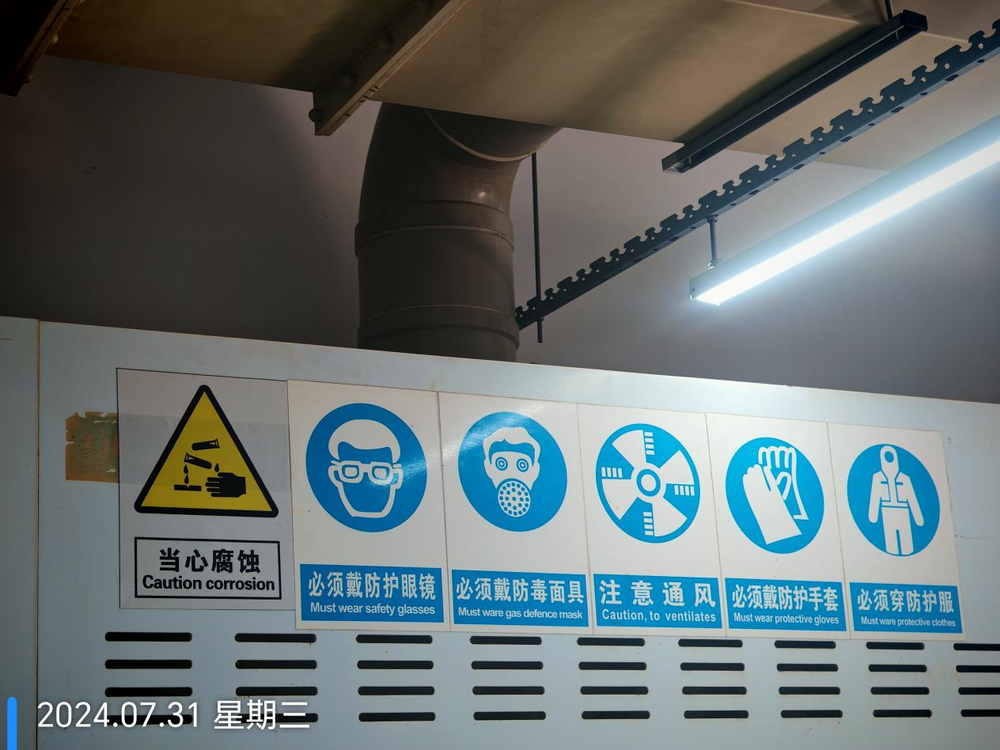 当心腐蚀
Caution corrosion
必须戴防护眼镜
Must wear safety glasses
必须戴防毒面具
Must ware gas defence mask
注意通风
Caution, to ventilates
必须戴防护手套
Must wear protective gloves
必须穿防护服
Must ware protective clothes
2024.07.31 星期三